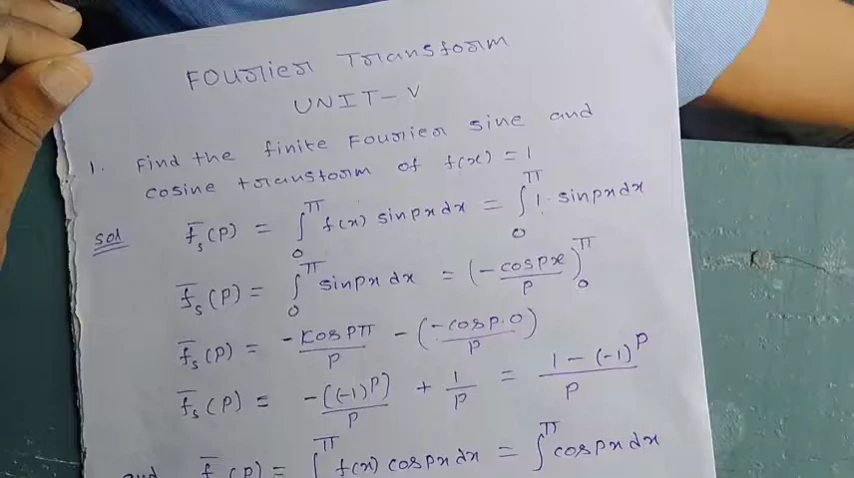 Fourier Transform
UNIT-V
1. Find the finite Fourier sine and
cosine transform of f(x) = 1
Sol f̄ₛ(P) = ∫₀^π f(x) sinpx dx = ∫₀^π 1. sinpx dx
f̄ₛ(P) = ∫₀^π sinpx dx = (-cospx/P)₀^π
f̄ₛ(P) = -cospπ/P - (-cosp.0/P)
f̄ₛ(P) = -((-1)^P)/P + 1/P = 1-(-1)^P/P
and f̄ (P) = ∫^π f(x) cospx dx = ∫^π cospx dx